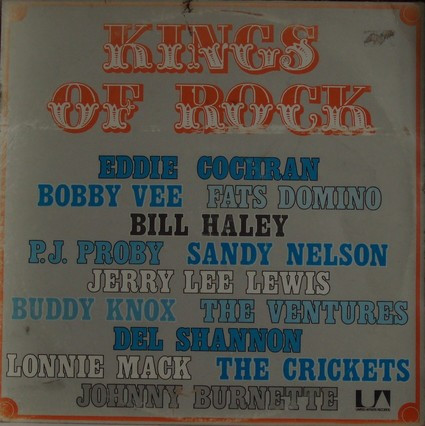 KINGS
OF ROCK
EDDIE COCHRAN
BOBBY VEE FATS DOMINO
BILL HALEY
P.J. PROBY SANDY NELSON
JERRY LEE LEWIS
BUDDY KNOX THE VENTURES
DEL SHANNON
LONNIE MACK THE CRICKETS
JOHNNY BURNETTE